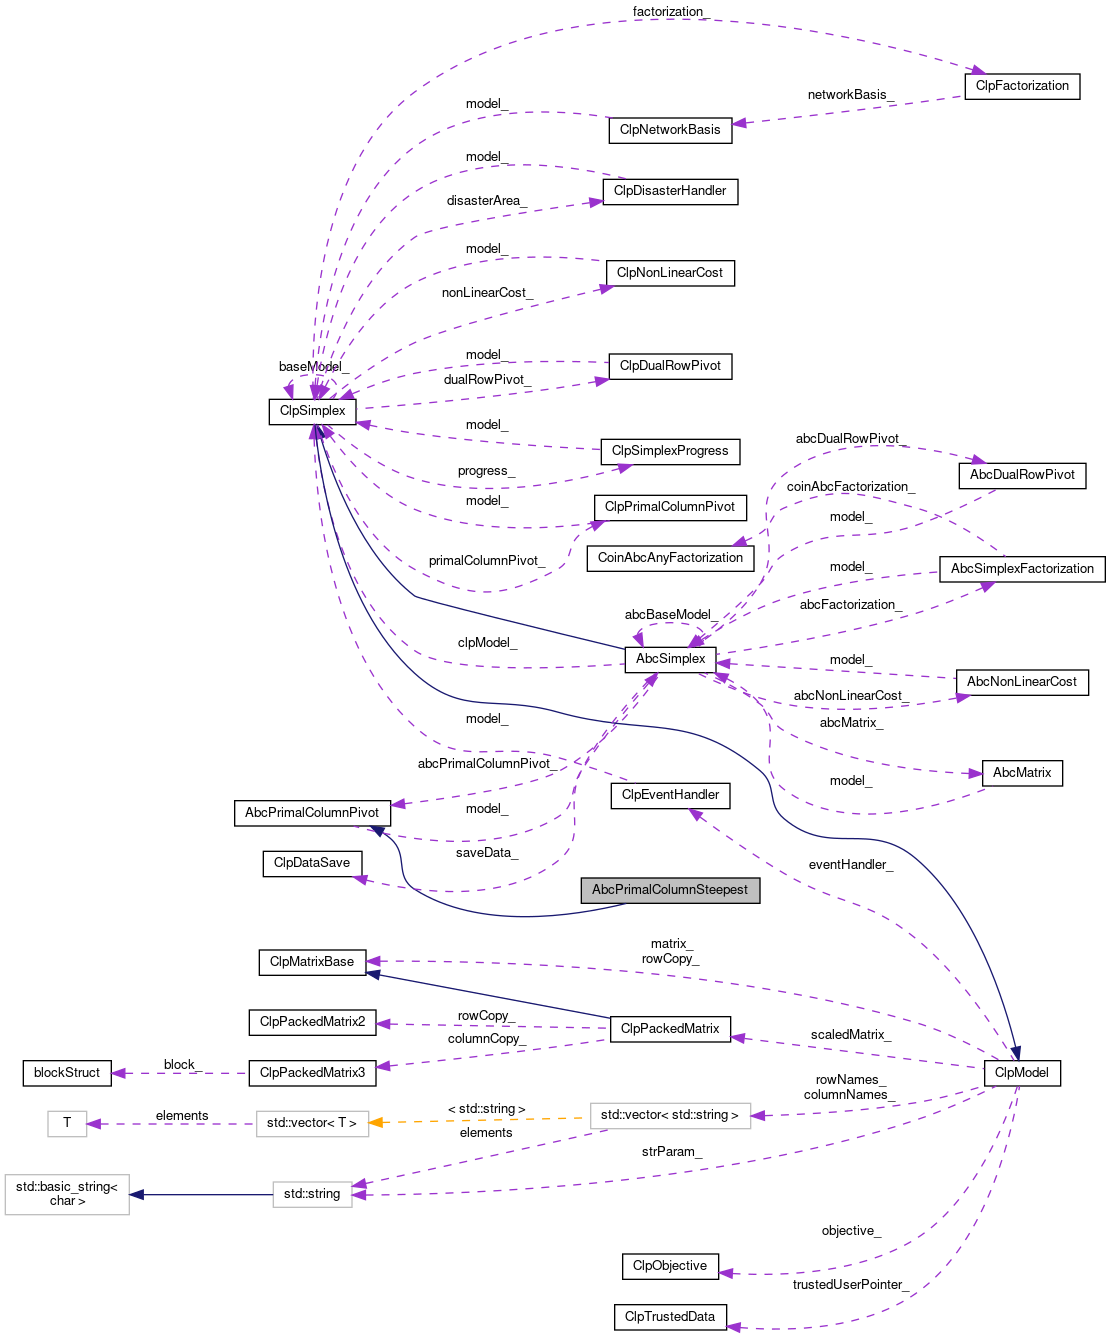 factorization_
ClpFactorization
networkBasis_
model_
ClpNetworkBasis
model_
ClpDisasterHandler
disasterArea_
model_
ClpNonLinearCost
nonLinearCost_
model_
baseModel_
ClpDualRowPivot
dualRowPivot_
ClpSimplex
model_
abcDualRowPivot_
ClpSimplexProgress
progress_
AbcDualRowPivot
coinAbcFactorization_
model_
ClpPrimalColumnPivot
model_
primalColumnPivot_
CoinAbcAnyFactorization
model_
AbcSimplexFactorization
abcFactorization_
abcBaseModel_
clpModel_
AbcSimplex
model_
AbcNonLinearCost
abcNonLinearCost_
model_
abcMatrix_
abcPrimalColumnPivot_
AbcMatrix
model_
ClpEventHandler
AbcPrimalColumnPivot
model_
saveData_
ClpDataSave
eventHandler_
AbcPrimalColumnSteepest
matrix_
rowCopy_
ClpMatrixBase
rowCopy_
ClpPackedMatrix2
ClpPackedMatrix
scaledMatrix_
columnCopy_
block_
blockStruct
ClpPackedMatrix3
ClpModel
rowNames_
columnNames_
elements
T
std::vector< T >
< std::string >
std::vector< std::string >
elements
strParam_
std::basic_string<
char >
std::string
objective_
ClpObjective
trustedUserPointer_
ClpTrustedData